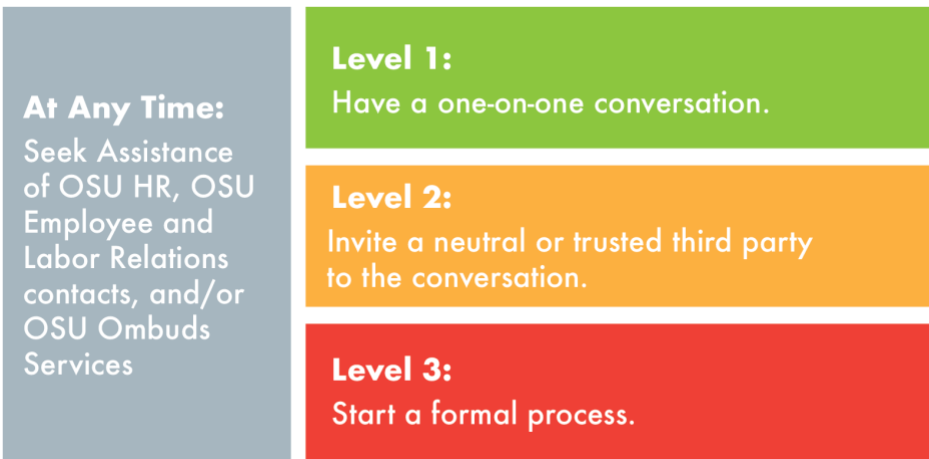 At Any Time:
Seek Assistance
of OSU HR, OSU
Employee and
Labor Relations
contacts, and/or
OSU Ombuds
Services
Level 1:
Have a one-on-one conversation.
Level 2:
Invite a neutral or trusted third party
to the conversation.
Level 3:
Start a formal process.